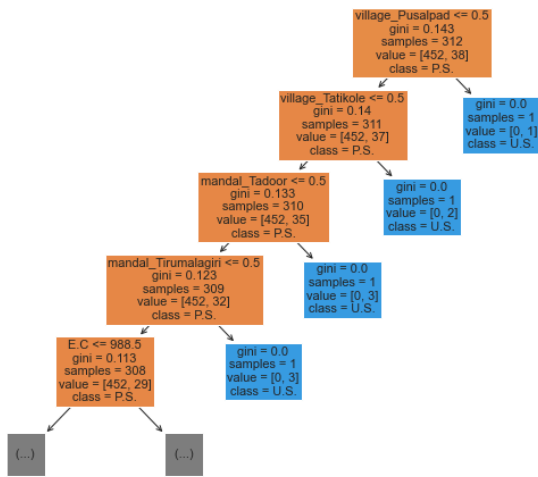 village_Pusalpad <= 0.5
gini = 0.143
samples = 312
value = [452, 38]
class = P.S.
village_Tatikole <= 0.5
gini = 0.14
samples = 311
value = [452, 37]
class = P.S.
gini = 0.0
samples = 1
value = [0, 1]
class = U.S.
mandal_Tadoor <= 0.5
gini = 0.133
samples = 310
value = [452, 35]
class = P.S.
gini = 0.0
samples = 1
value = [0, 2]
class = U.S.
mandal_Tirumalagiri <= 0.5
gini = 0.123
samples = 309
value = [452, 32]
class = P.S.
gini = 0.0
samples = 1
value = [0, 3]
class = U.S.
E.C <= 988.5
gini = 0.113
samples = 308
value = [452, 29]
class = P.S.
gini = 0.0
samples = 1
value = [0, 3]
class = U.S.
(...)
(...)